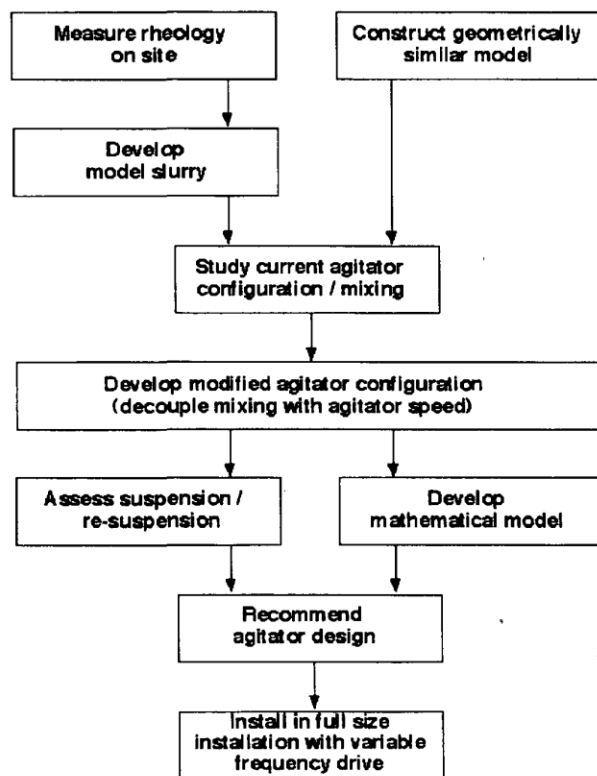 Measure rheology
on site
Construct geometrically
similar model
Develop
model slurry
Study current agitator
configuration / mixing
Develop modified agitator configuration
(decouple mixing with agitator speed)
Assess suspension /
re-suspension
Develop
mathematical model
Recommend
agitator design
Install in full size
installation with variable
frequency drive